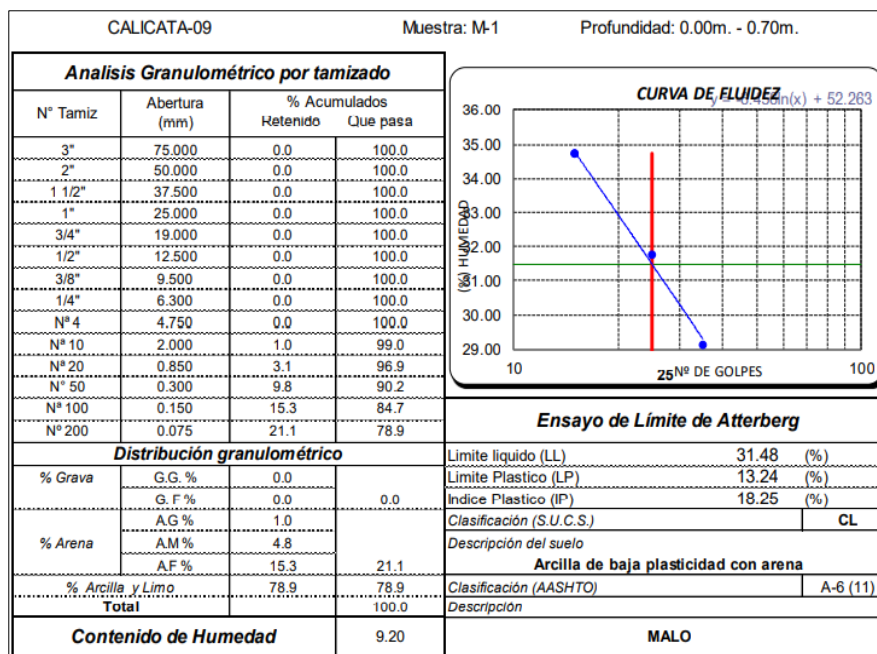 CALICATA-09 Muestra: M-1 Profundidad: 0.00m. - 0.70m.
Analisis Granulométrico por tamizado
N° Tamiz Abertura (mm) % Acumulados
Retenido Que pasa
3" 75.000 0.0 100.0
2" 50.000 0.0 100.0
1 1/2" 37.500 0.0 100.0
1" 25.000 0.0 100.0
3/4" 19.000 0.0 100.0
1/2" 12.500 0.0 100.0
3/8" 9.500 0.0 100.0
1/4" 6.300 0.0 100.0
Nª 4 4.750 0.0 100.0
Nª 10 2.000 1.0 99.0
Nª 20 0.850 3.1 96.9
N° 50 0.300 9.8 90.2
Nª 100 0.150 15.3 84.7
Nº 200 0.075 21.1 78.9
Distribución granulométrico
% Grava G.G. % 0.0
G. F % 0.0 0.0
A.G % 1.0
% Arena A.M % 4.8
A.F % 15.3 21.1
% Arcilla y Limo 78.9 78.9
Total 100.0
Contenido de Humedad 9.20
CURVA DE FLUIDEZ
+ 52.263
36.00
35.00
34.00
33.00
32.00
31.00
30.00
29.00
(%) HUMEDAD
10 25 Nº DE GOLPES 100
Ensayo de Límite de Atterberg
Limite liquido (LL) 31.48 (%)
Limite Plastico (LP) 13.24 (%)
Indice Plastico (IP) 18.25 (%)
Clasificación (S.U.C.S.) CL
Descripción del suelo
Arcilla de baja plasticidad con arena
Clasificación (AASHTO) A-6 (11)
Descripción
MALO